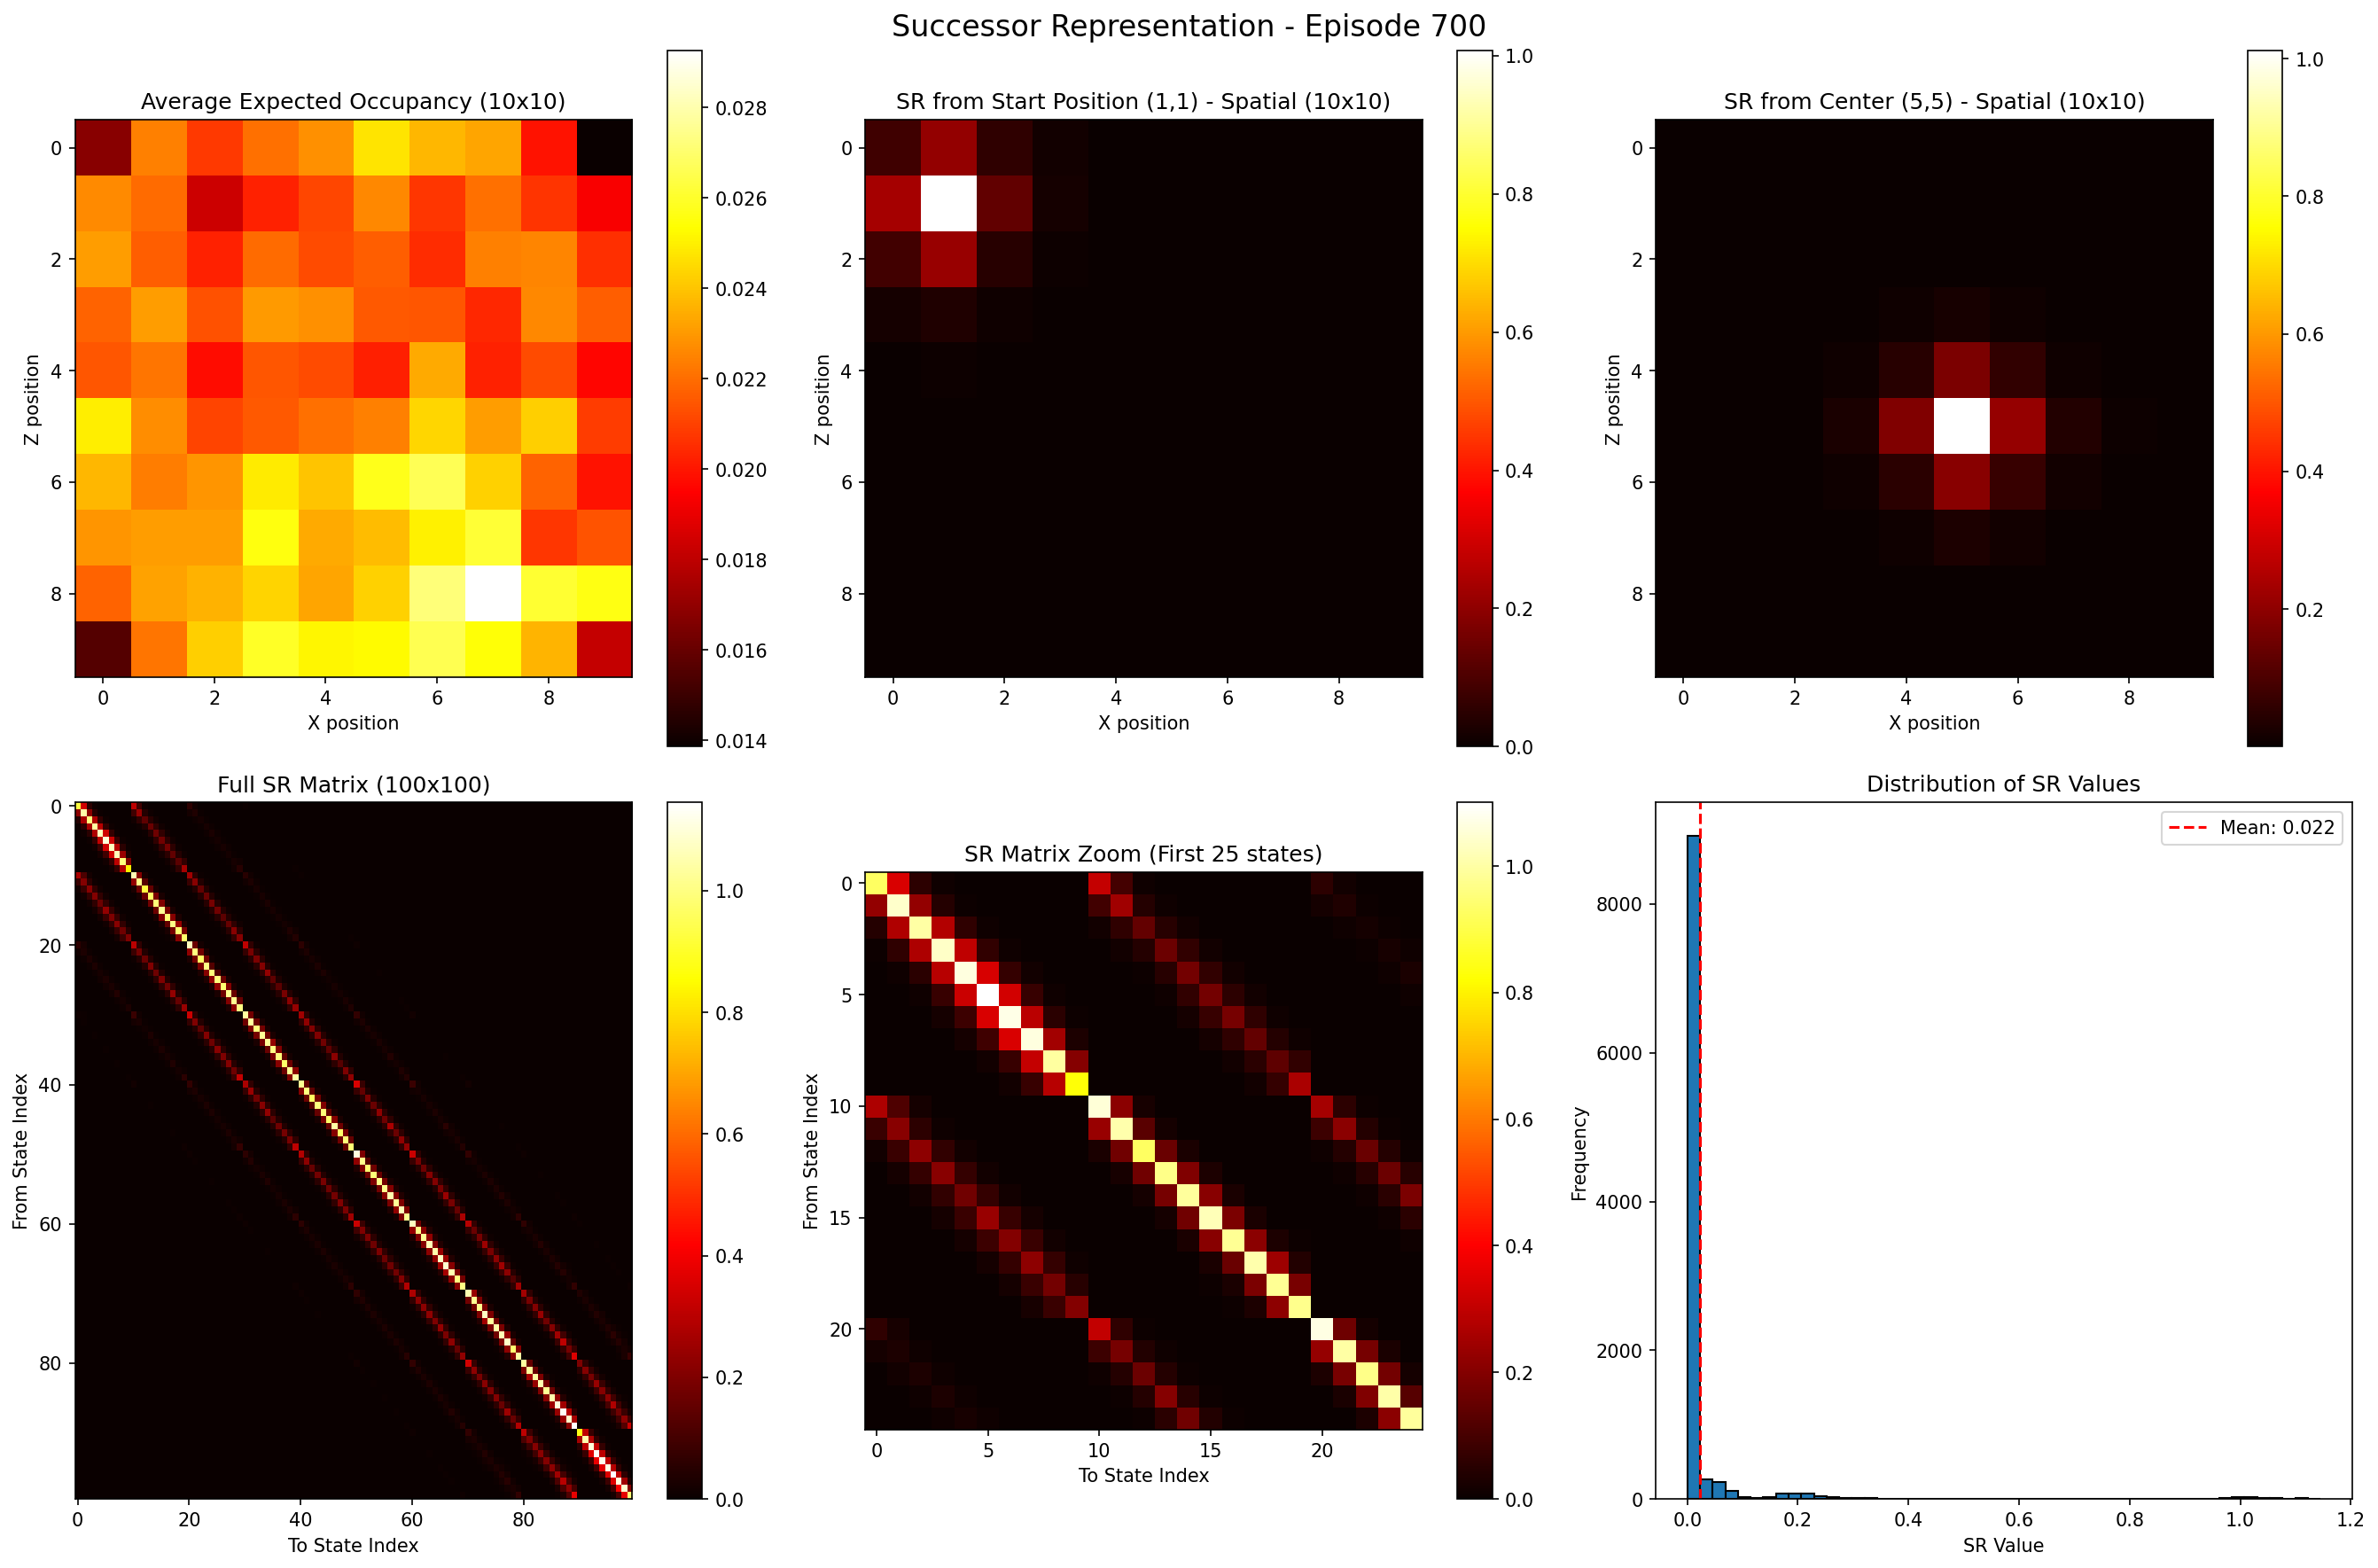 Successor Representation - Episode 700
Average Expected Occupancy (10x10)
0
2
4
6
8
Z position
0 2 4 6 8
X position
0.028
0.026
0.024
0.022
0.020
0.018
0.016
0.014
SR from Start Position (1,1) - Spatial (10x10)
0
2
4
6
8
Z position
0 2 4 6 8
X position
1.0
0.8
0.6
0.4
0.2
0.0
SR from Center (5,5) - Spatial (10x10)
0
2
4
6
8
Z position
0 2 4 6 8
X position
1.0
0.8
0.6
0.4
0.2
Full SR Matrix (100x100)
0
20
40
60
80
From State Index
0 20 40 60 80
To State Index
1.0
0.8
0.6
0.4
0.2
0.0
SR Matrix Zoom (First 25 states)
0
5
10
15
20
From State Index
0 5 10 15 20
To State Index
1.0
0.8
0.6
0.4
0.2
0.0
Distribution of SR Values
Mean: 0.022
8000
6000
4000
2000
0
Frequency
0.0 0.2 0.4 0.6 0.8 1.0 1.2
SR Value